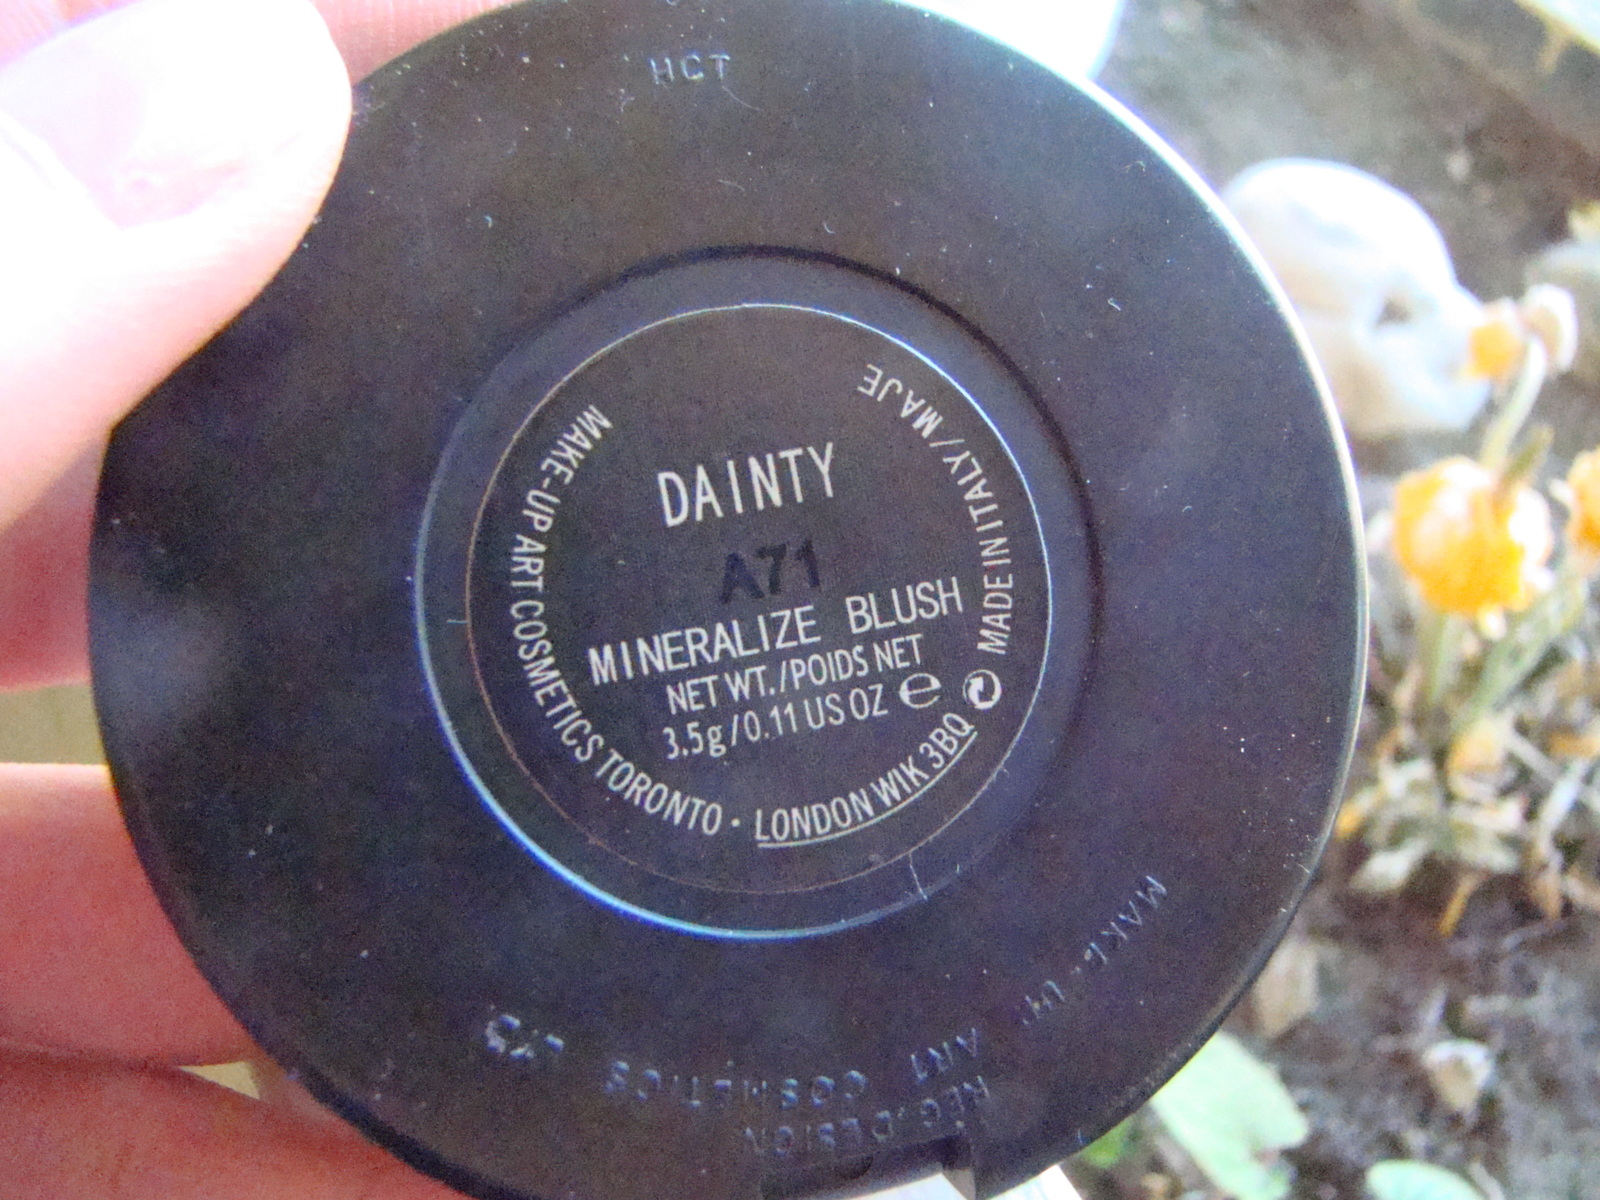 HCT
DAINTY
A71
MINERALIZE BLUSH
NET WT./POIDS NET
3.5g/0.11 US OZ ℮
MAKE-UP ART COSMETICS TORONTO · LONDON WIK 3BQ
MADE IN ITALY/MAJE
MAKE-UP ART COSMETICS LTD
REG. DESIGN